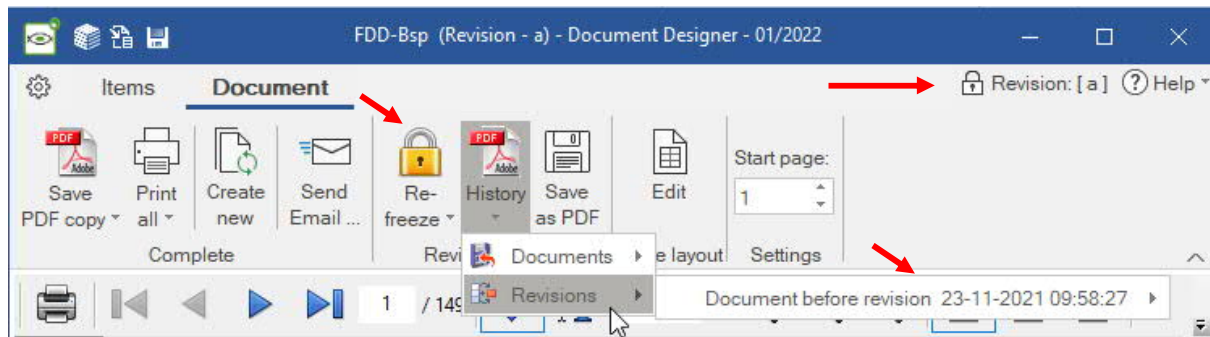 FDD-Bsp (Revision - a) - Document Designer - 01/2022
Items Document Revision: [ a ] ? Help
PDF Adobe PDF Adobe Start page:
Save Print Create Send Re- History Save Edit 1
PDF copy all new Email ... freeze as PDF
Complete Revi Documents e layout Settings
1 / 149 Revisions Document before revision 23-11-2021 09:58:27